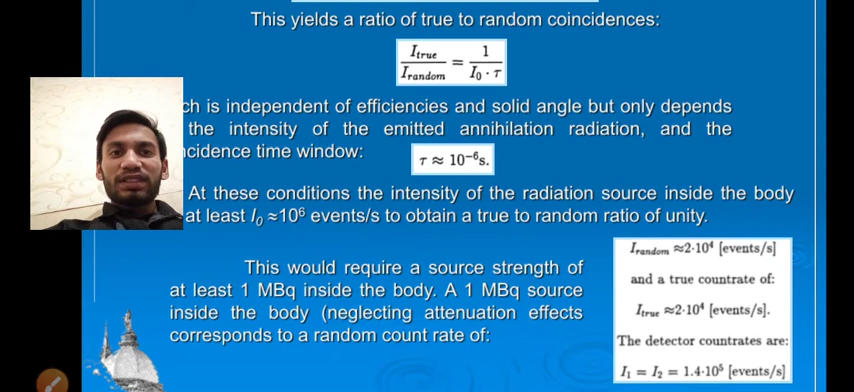 This yields a ratio of true to random coincidences:
I_true / I_random = 1 / (I₀ · τ)
ch is independent of efficiencies and solid angle but only depends
the intensity of the emitted annihilation radiation, and the
ncidence time window:
τ ≈ 10⁻⁶s.
At these conditions the intensity of the radiation source inside the body
at least I₀ ≈10⁶ events/s to obtain a true to random ratio of unity.
This would require a source strength of
at least 1 MBq inside the body. A 1 MBq source
inside the body (neglecting attenuation effects
corresponds to a random count rate of:
I_random ≈2·10⁴ [events/s]
and a true countrate of:
I_true ≈2·10⁴ [events/s].
The detector countrates are:
I₁ = I₂ = 1.4·10⁵ [events/s]